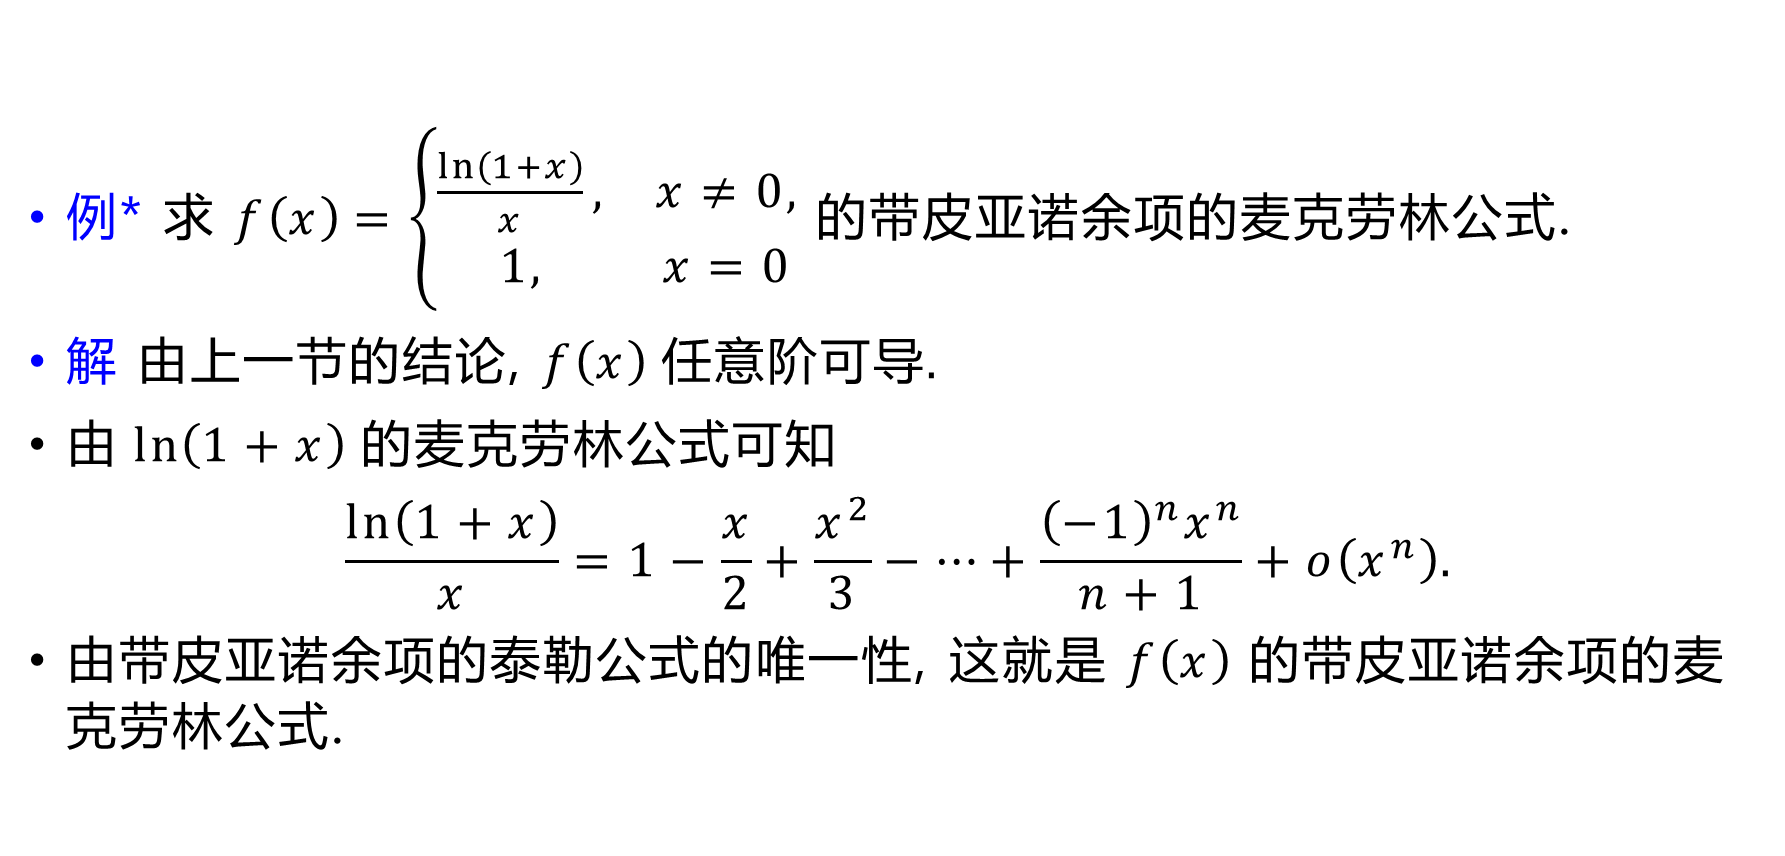 • 例* 求 f(x) = { ln(1+x)/x, x ≠ 0, 1, x = 0 的带皮亚诺余项的麦克劳林公式.
• 解 由上一节的结论, f(x) 任意阶可导.
• 由 ln(1 + x) 的麦克劳林公式可知
ln(1 + x)/x = 1 − x/2 + x²/3 − ⋯ + (−1)ⁿxⁿ/(n + 1) + o(xⁿ).
• 由带皮亚诺余项的泰勒公式的唯一性, 这就是 f(x) 的带皮亚诺余项的麦
克劳林公式.